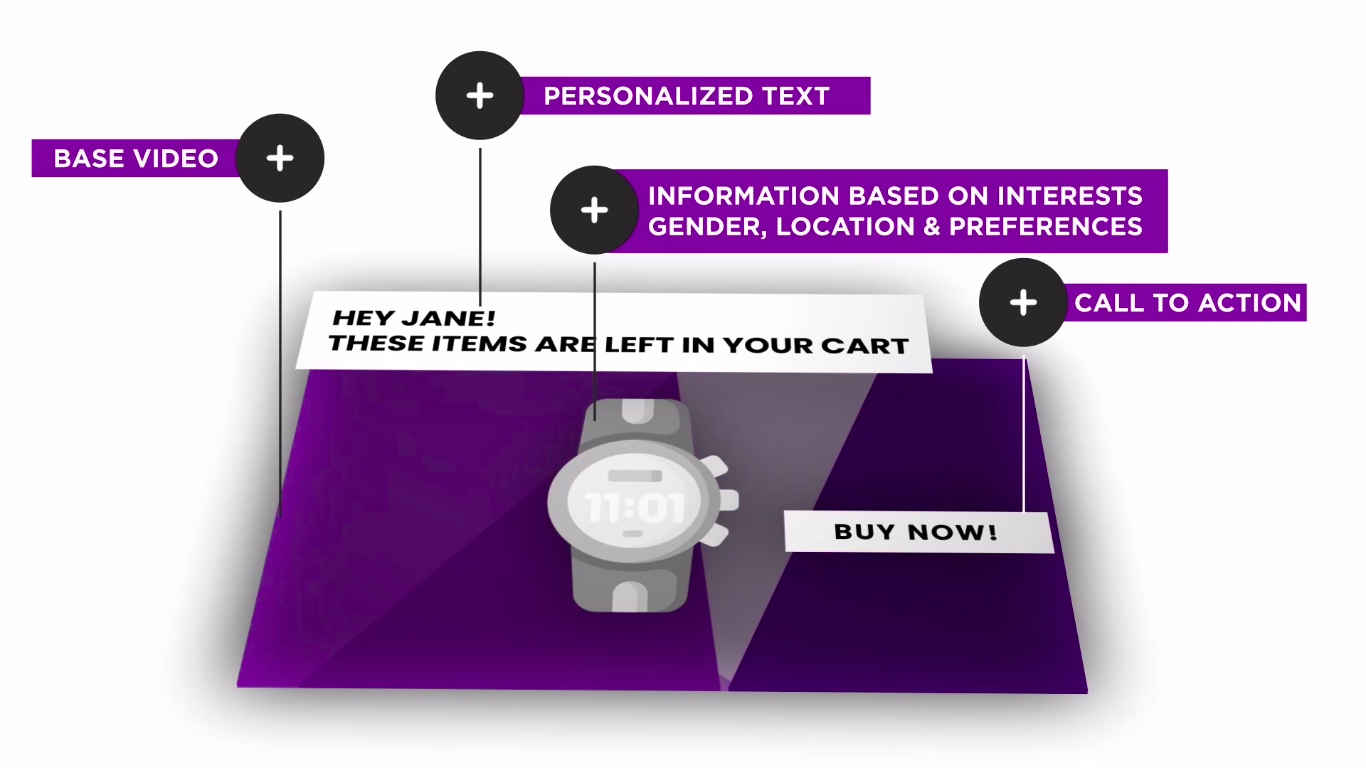 PERSONALIZED TEXT
BASE VIDEO
INFORMATION BASED ON INTERESTS
GENDER, LOCATION & PREFERENCES
CALL TO ACTION
HEY JANE!
THESE ITEMS ARE LEFT IN YOUR CART
11:01
BUY NOW!